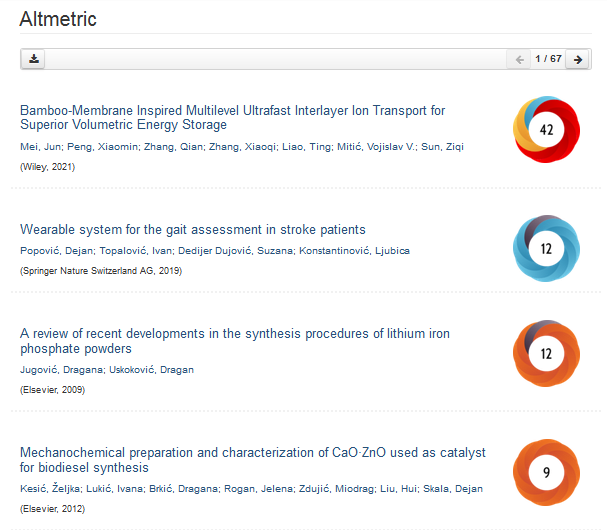 Altmetric
1 / 67
Bamboo-Membrane Inspired Multilevel Ultrafast Interlayer Ion Transport for
Superior Volumetric Energy Storage
Mei, Jun; Peng, Xiaomin; Zhang, Qian; Zhang, Xiaoqi; Liao, Ting; Mitić, Vojislav V.; Sun, Ziqi
(Wiley, 2021)
42
Wearable system for the gait assessment in stroke patients
Popović, Dejan; Topalović, Ivan; Dedijer Dujović, Suzana; Konstantinović, Ljubica
(Springer Nature Switzerland AG, 2019)
12
A review of recent developments in the synthesis procedures of lithium iron
phosphate powders
Jugović, Dragana; Uskoković, Dragan
(Elsevier, 2009)
12
Mechanochemical preparation and characterization of CaO·ZnO used as catalyst
for biodiesel synthesis
Kesić, Željka; Lukić, Ivana; Brkić, Dragana; Rogan, Jelena; Zdujić, Miodrag; Liu, Hui; Skala, Dejan
(Elsevier, 2012)
9